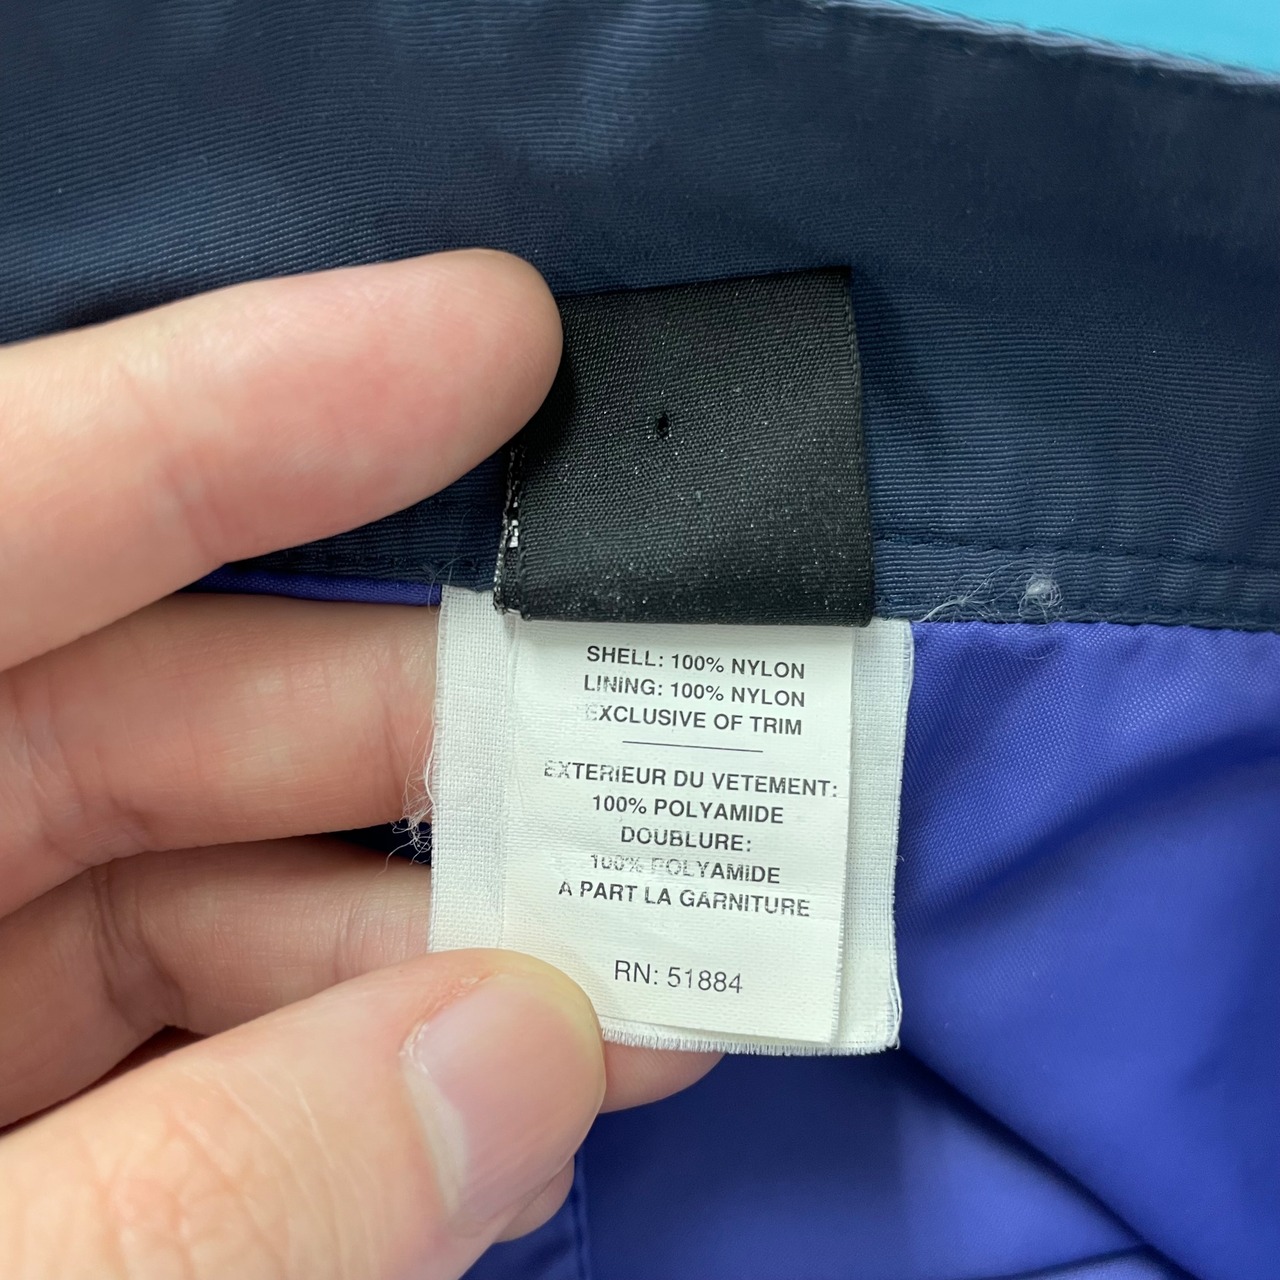 SHELL: 100% NYLON
LINING: 100% NYLON
EXCLUSIVE OF TRIM
EXTERIEUR DU VETEMENT:
100% POLYAMIDE
DOUBLURE:
100% POLYAMIDE
A PART LA GARNITURE
RN: 51884